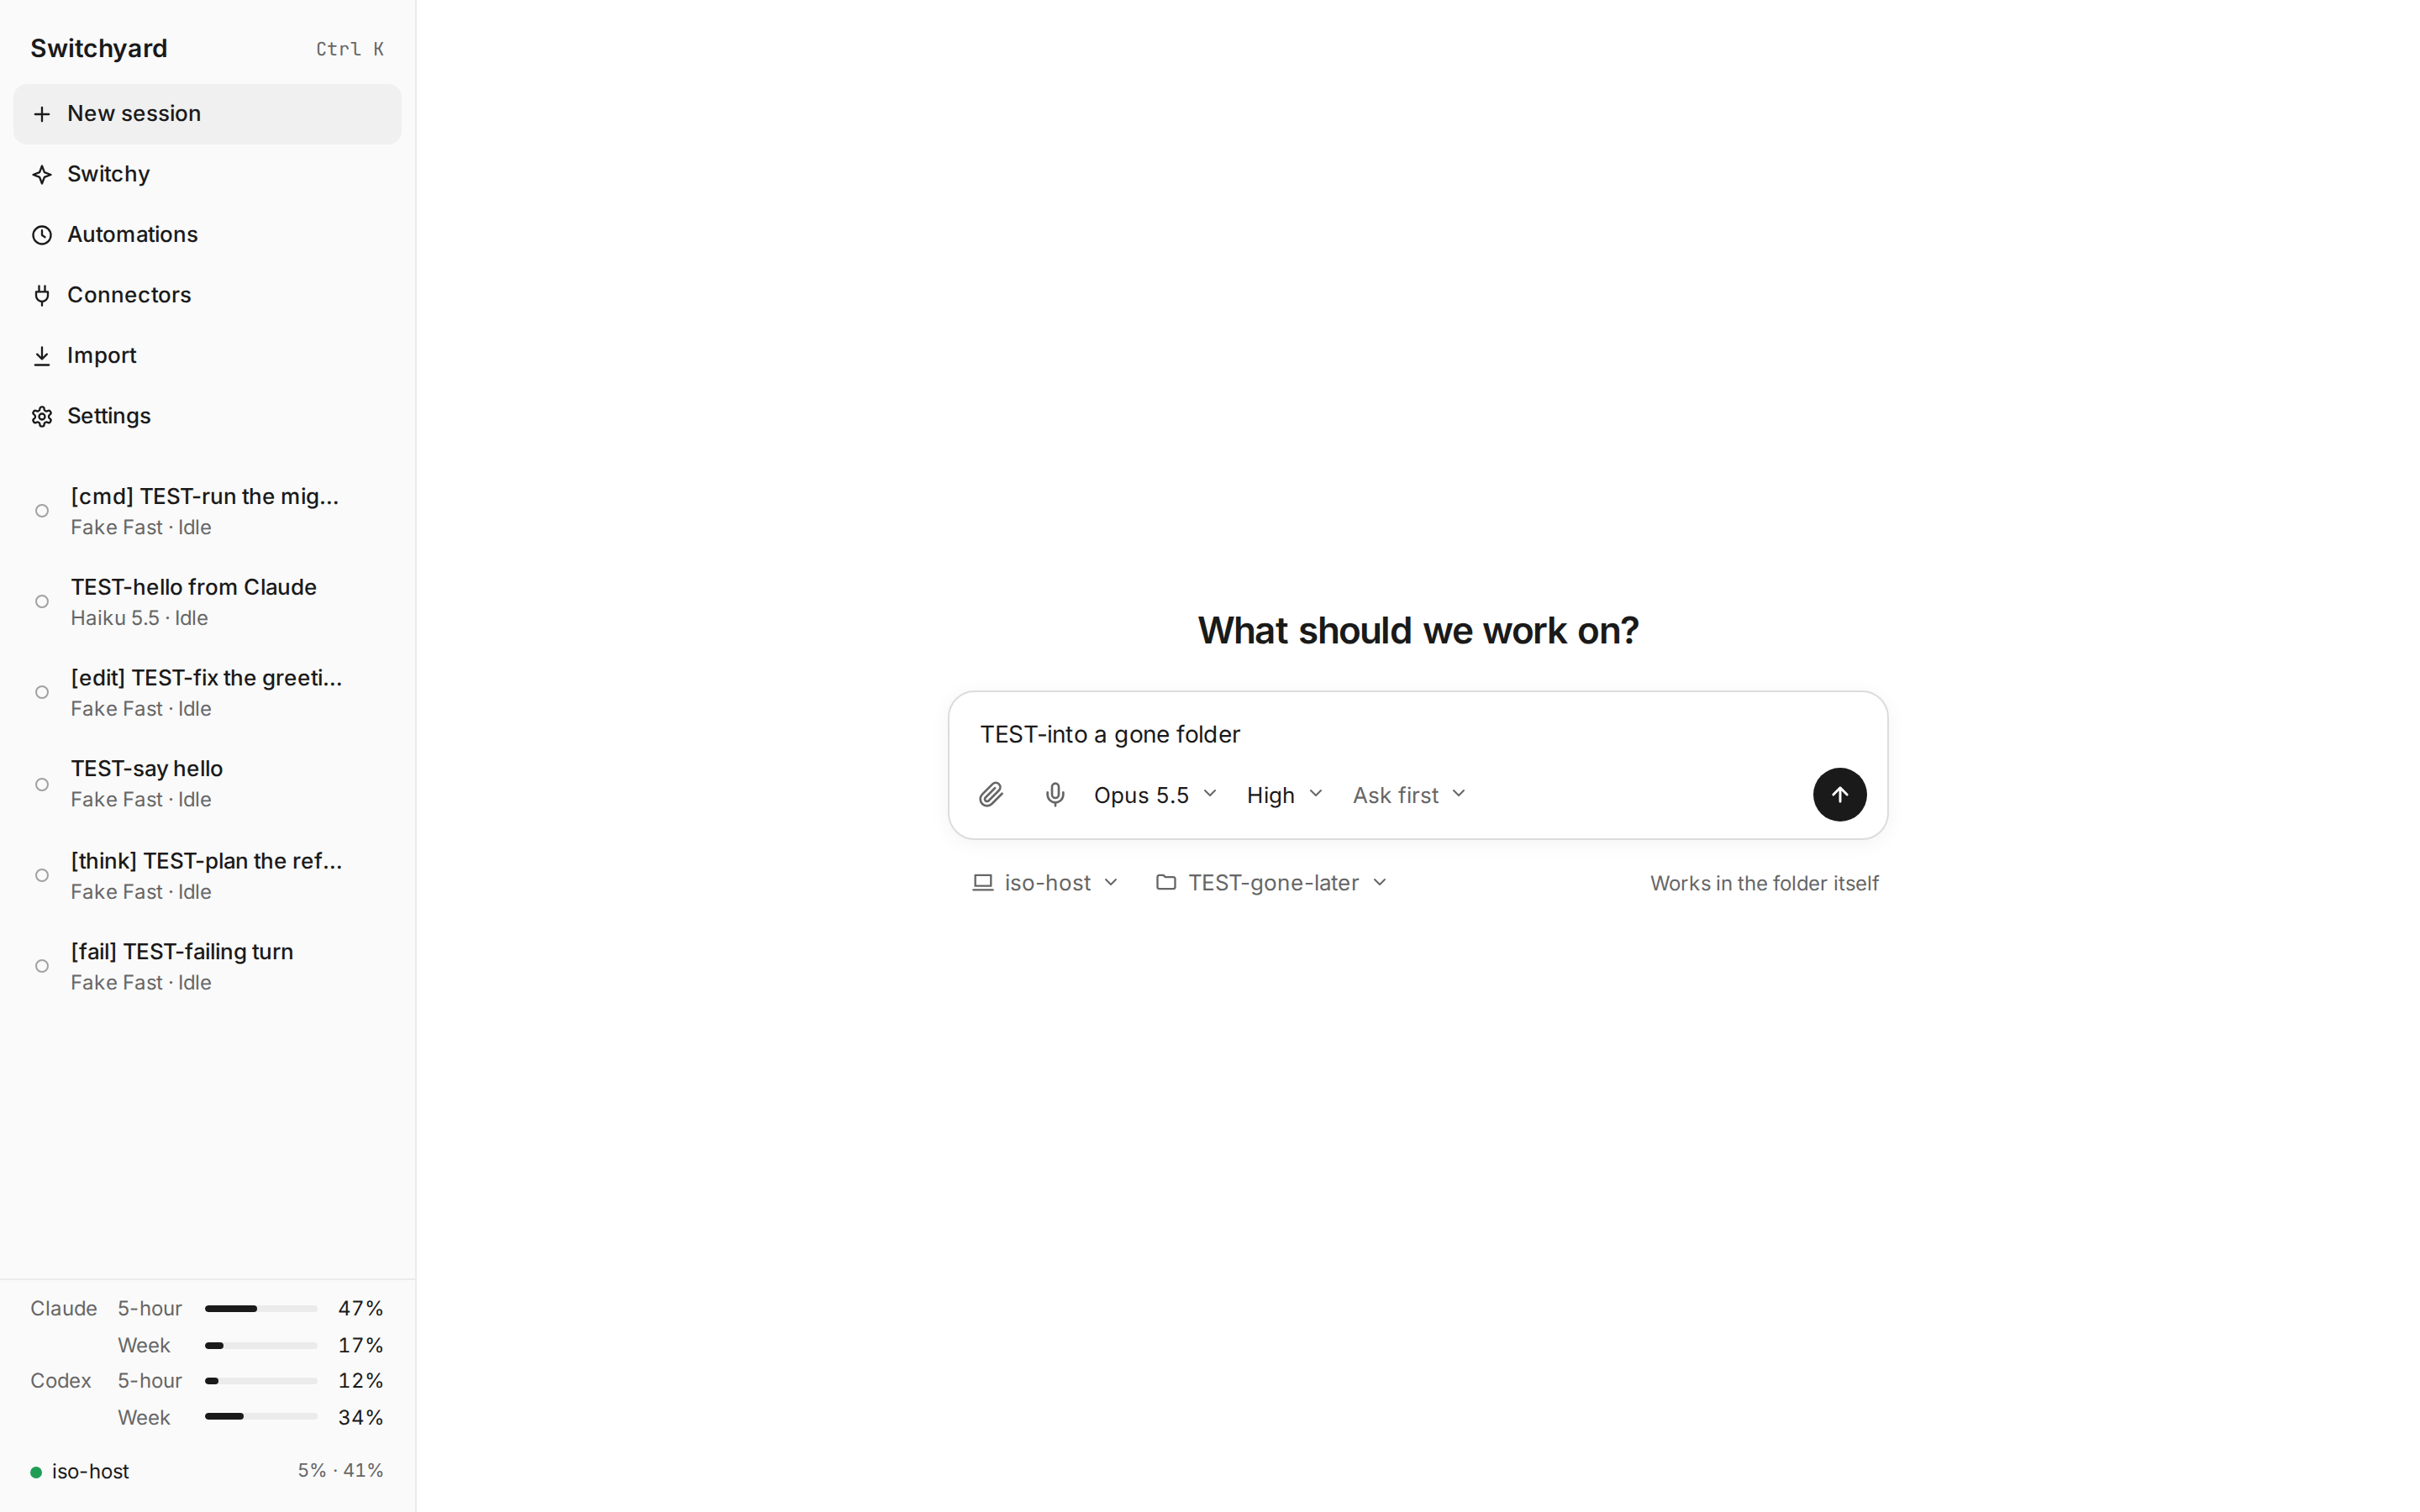 Switchyard Ctrl K
New session
Switchy
Automations
Connectors
Import
Settings
[cmd] TEST-run the mig...
Fake Fast · Idle
TEST-hello from Claude
Haiku 5.5 · Idle
[edit] TEST-fix the greeti...
Fake Fast · Idle
TEST-say hello
Fake Fast · Idle
[think] TEST-plan the ref...
Fake Fast · Idle
[fail] TEST-failing turn
Fake Fast · Idle
Claude 5-hour 47%
Week 17%
Codex 5-hour 12%
Week 34%
iso-host 5% · 41%
What should we work on?
TEST-into a gone folder
Opus 5.5 High Ask first
iso-host TEST-gone-later Works in the folder itself